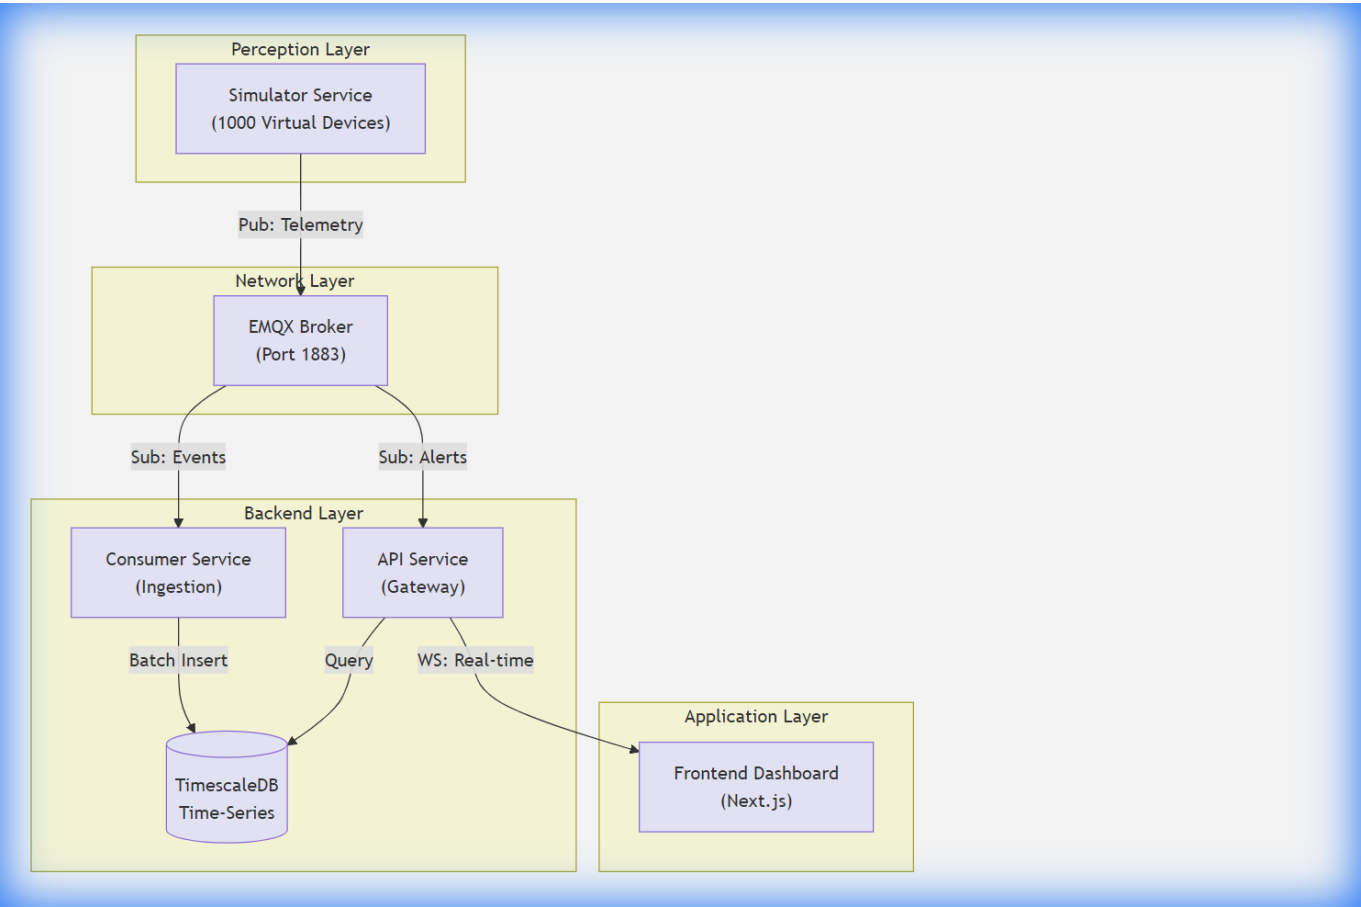 Perception Layer
Simulator Service
(1000 Virtual Devices)
Pub: Telemetry
Network Layer
EMQX Broker
(Port 1883)
Sub: Events
Sub: Alerts
Backend Layer
Consumer Service
(Ingestion)
API Service
(Gateway)
Batch Insert
Query
WS: Real-time
TimescaleDB
Time-Series
Application Layer
Frontend Dashboard
(Next.js)